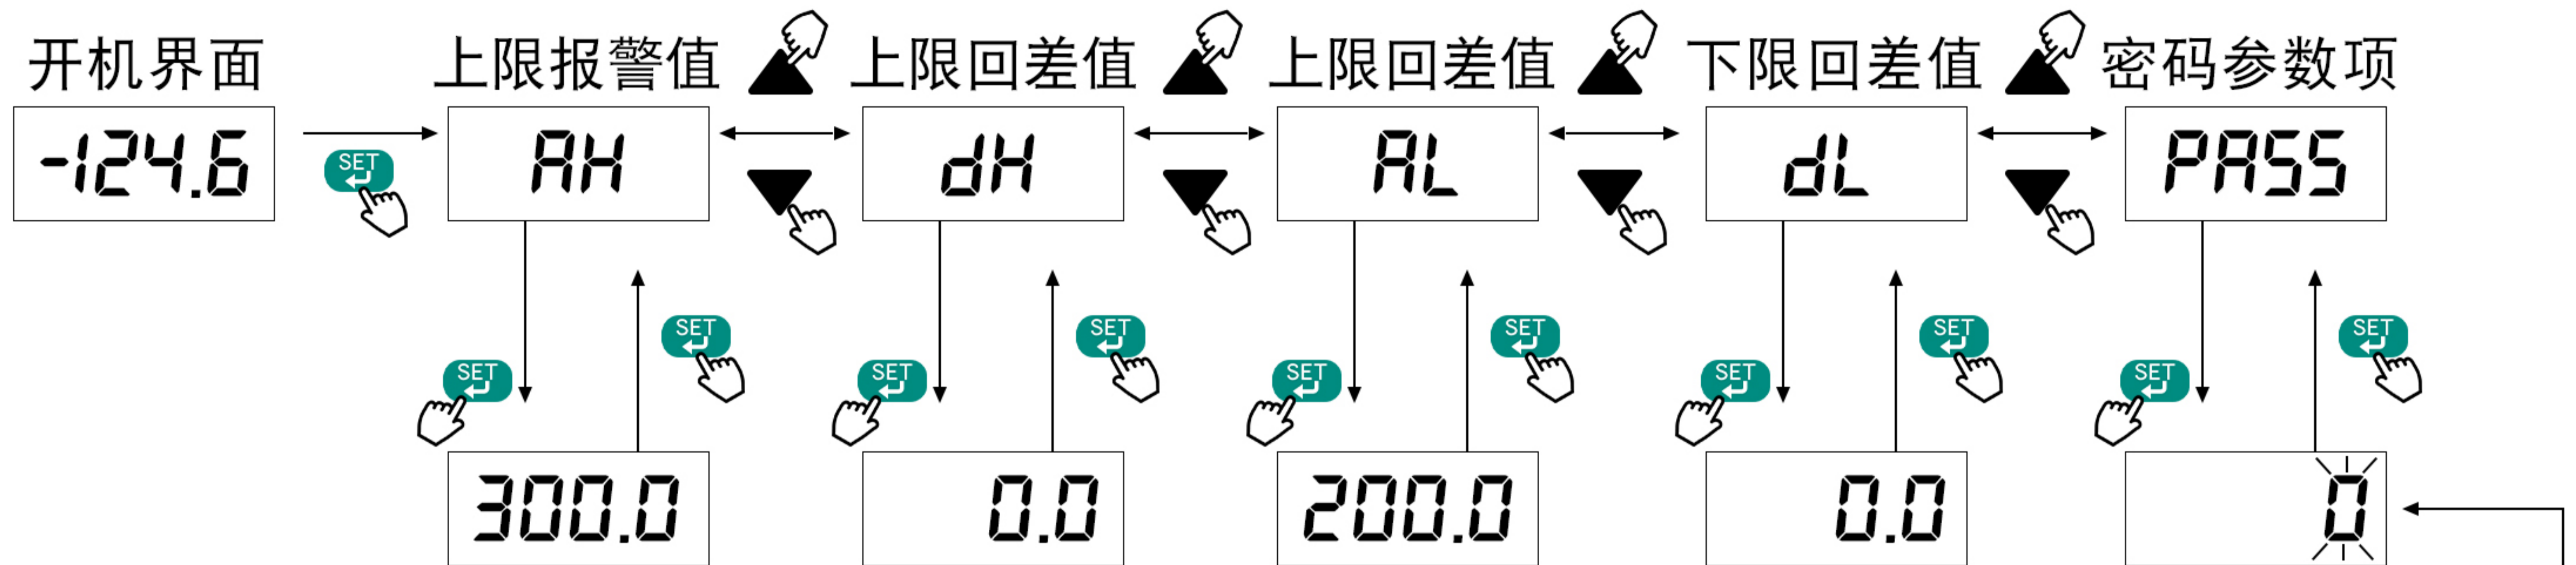 开机界面 上限报警值 上限回差值 上限回差值 下限回差值 密码参数项
-124.6 AH dH AL dL PASS
SET
SET SET SET SET SET
SET SET SET SET SET
300.0 0.0 200.0 0.0 0